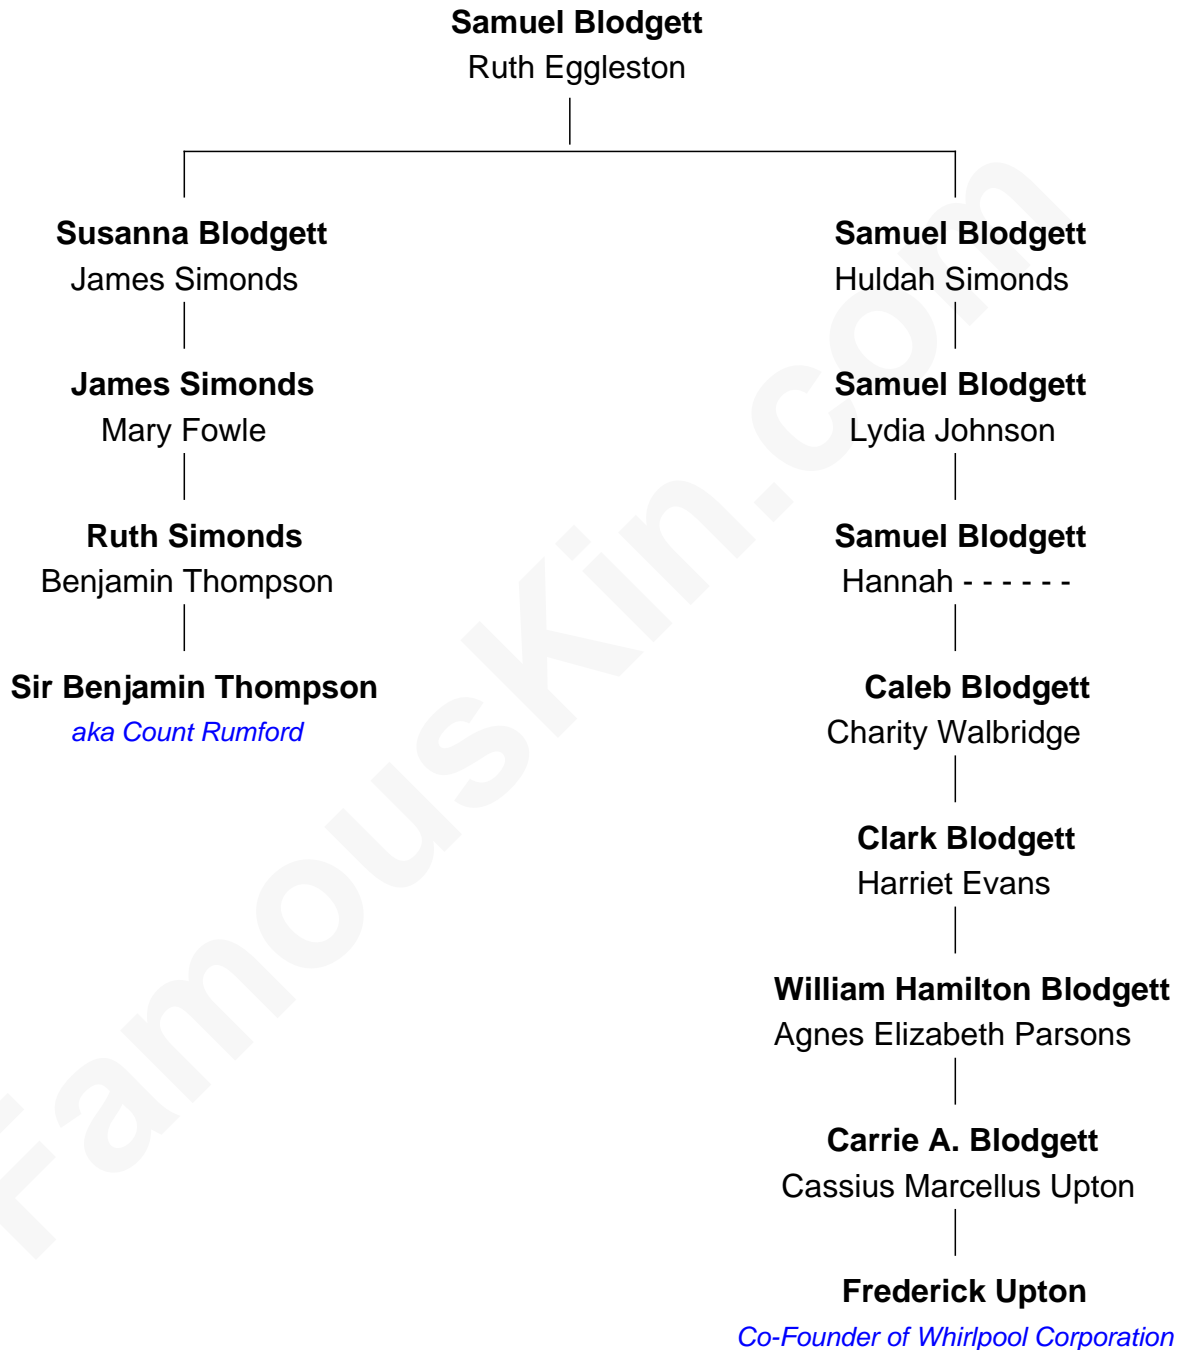 Samuel Blodgett
Ruth Eggleston
Susanna Blodgett
James Simonds
Samuel Blodgett
Huldah Simonds
James Simonds
Mary Fowle
Samuel Blodgett
Lydia Johnson
Ruth Simonds
Benjamin Thompson
Samuel Blodgett
Hannah - - - - - -
Sir Benjamin Thompson
aka Count Rumford
Caleb Blodgett
Charity Walbridge
Clark Blodgett
Harriet Evans
William Hamilton Blodgett
Agnes Elizabeth Parsons
Carrie A. Blodgett
Cassius Marcellus Upton
Frederick Upton
Co-Founder of Whirlpool Corporation
FamousKin.com